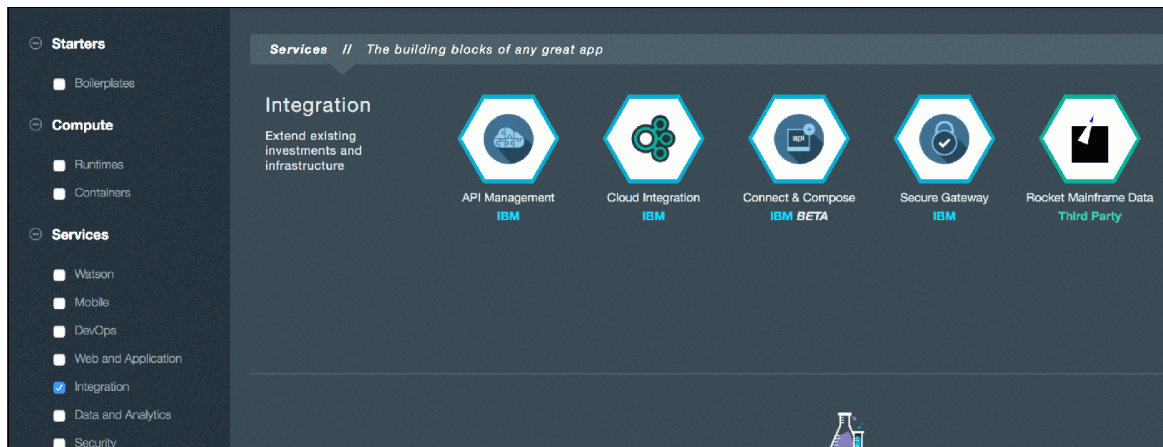 Starters
Boilerplates
Compute
Runtimes
Containers
Services
Watson
Mobile
DevOps
Web and Application
Integration
Data and Analytics
Security
Services // The building blocks of any great app
Integration
Extend existing
investments and
infrastructure
api
API Management
IBM
Cloud Integration
IBM
Connect & Compose
IBM BETA
Secure Gateway
IBM
Rocket Mainframe Data
Third Party